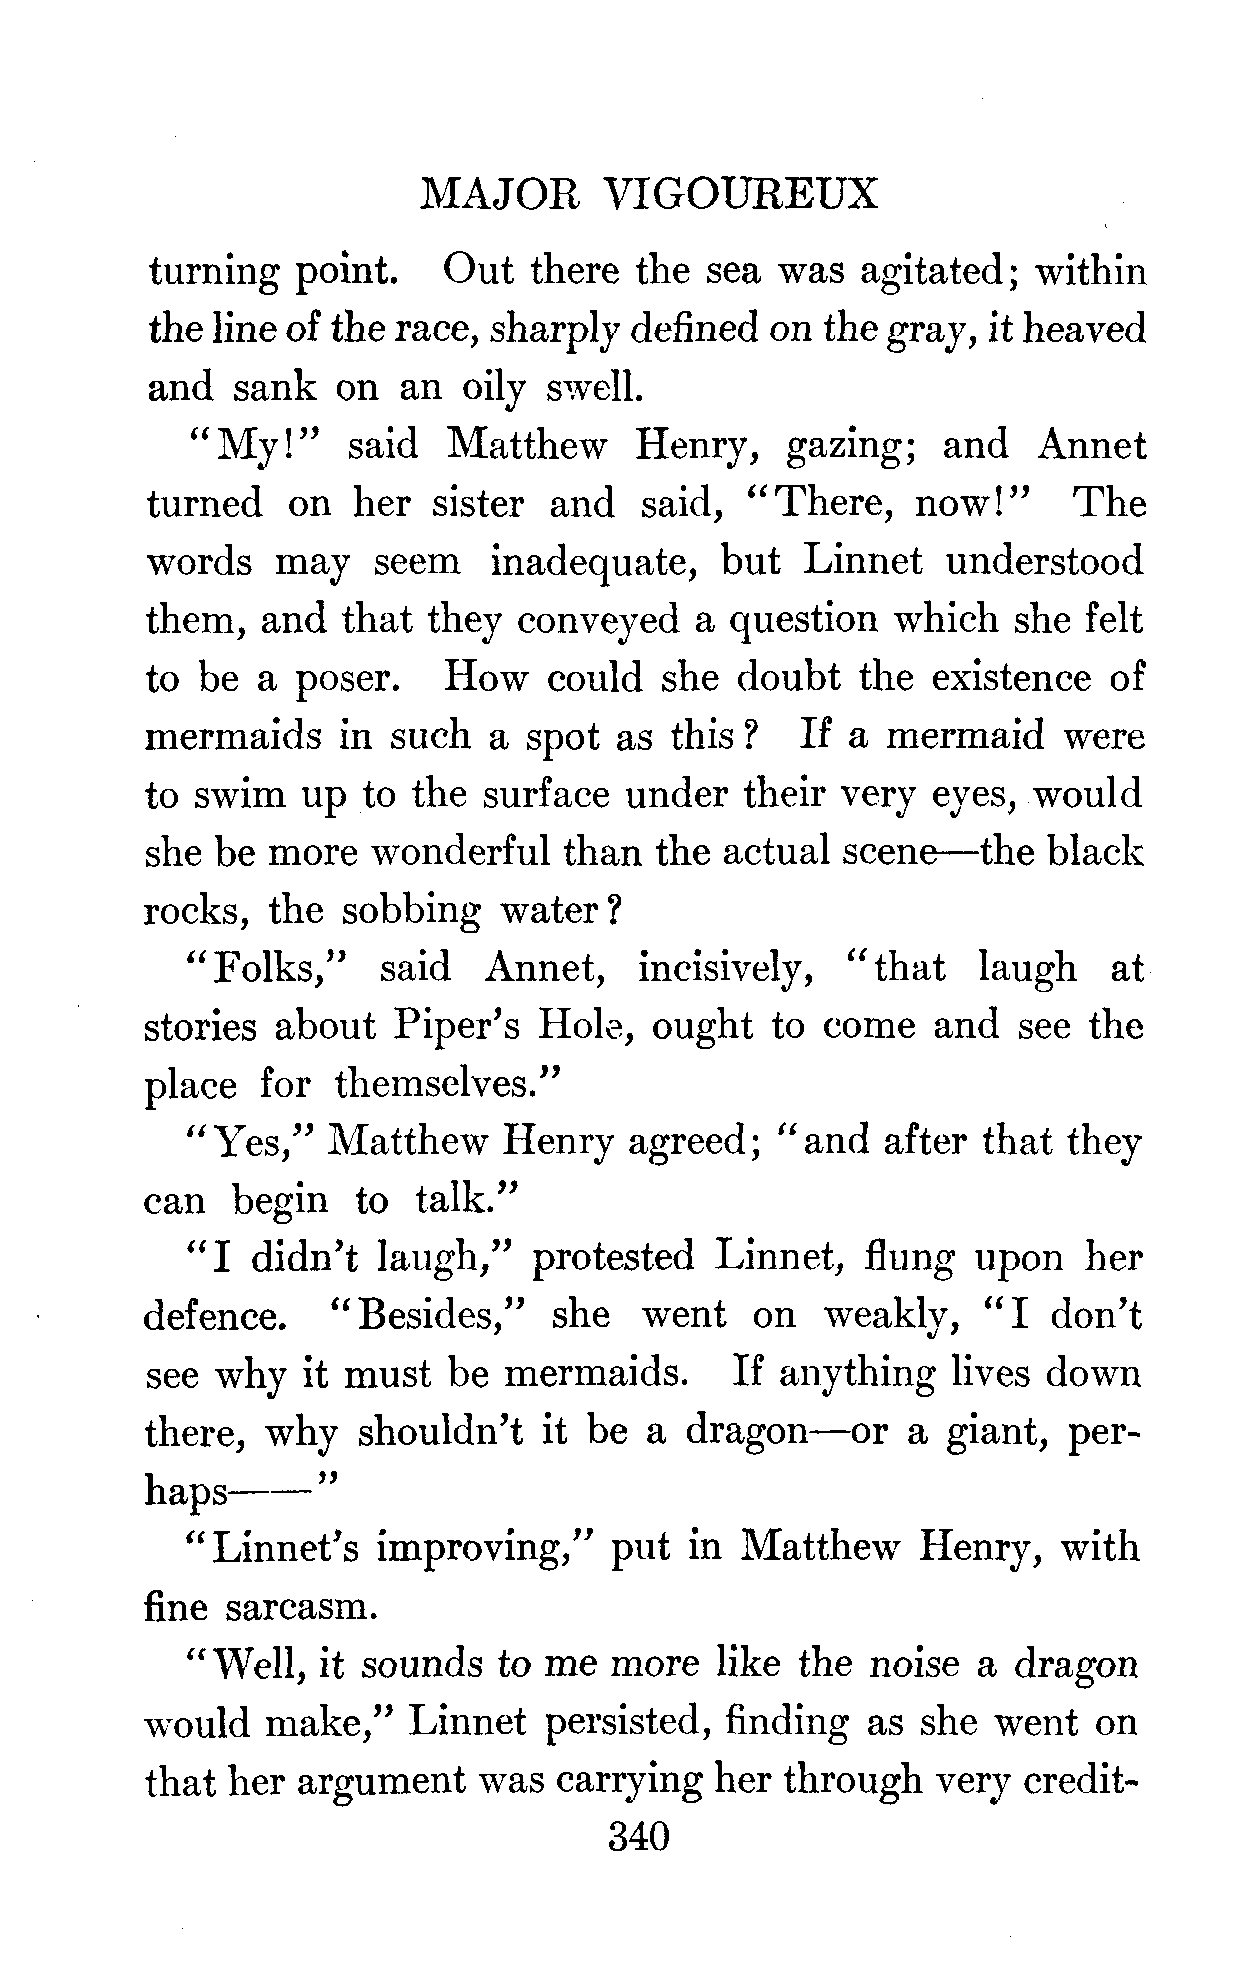 MAJOR VIGOUREUX
turning point. Out there the sea was agitated; within
the line of the race, sharply defined on the gray, it heaved
and sank on an oily swell.
"My!" said Matthew Henry, gazing; and Annet
turned on her sister and said, "There, now!" The
words may seem inadequate, but Linnet understood
them, and that they conveyed a question which she felt
to be a poser. How could she doubt the existence of
mermaids in such a spot as this? If a mermaid were
to swim up to the surface under their very eyes, would
she be more wonderful than the actual scene—the black
rocks, the sobbing water?
"Folks," said Annet, incisively, "that laugh at
stories about Piper's Hole, ought to come and see the
place for themselves."
"Yes," Matthew Henry agreed; "and after that they
can begin to talk."
"I didn't laugh," protested Linnet, flung upon her
defence. "Besides," she went on weakly, "I don't
see why it must be mermaids. If anything lives down
there, why shouldn't it be a dragon—or a giant, per-
haps——"
"Linnet's improving," put in Matthew Henry, with
fine sarcasm.
"Well, it sounds to me more like the noise a dragon
would make," Linnet persisted, finding as she went on
that her argument was carrying her through very credit-
340